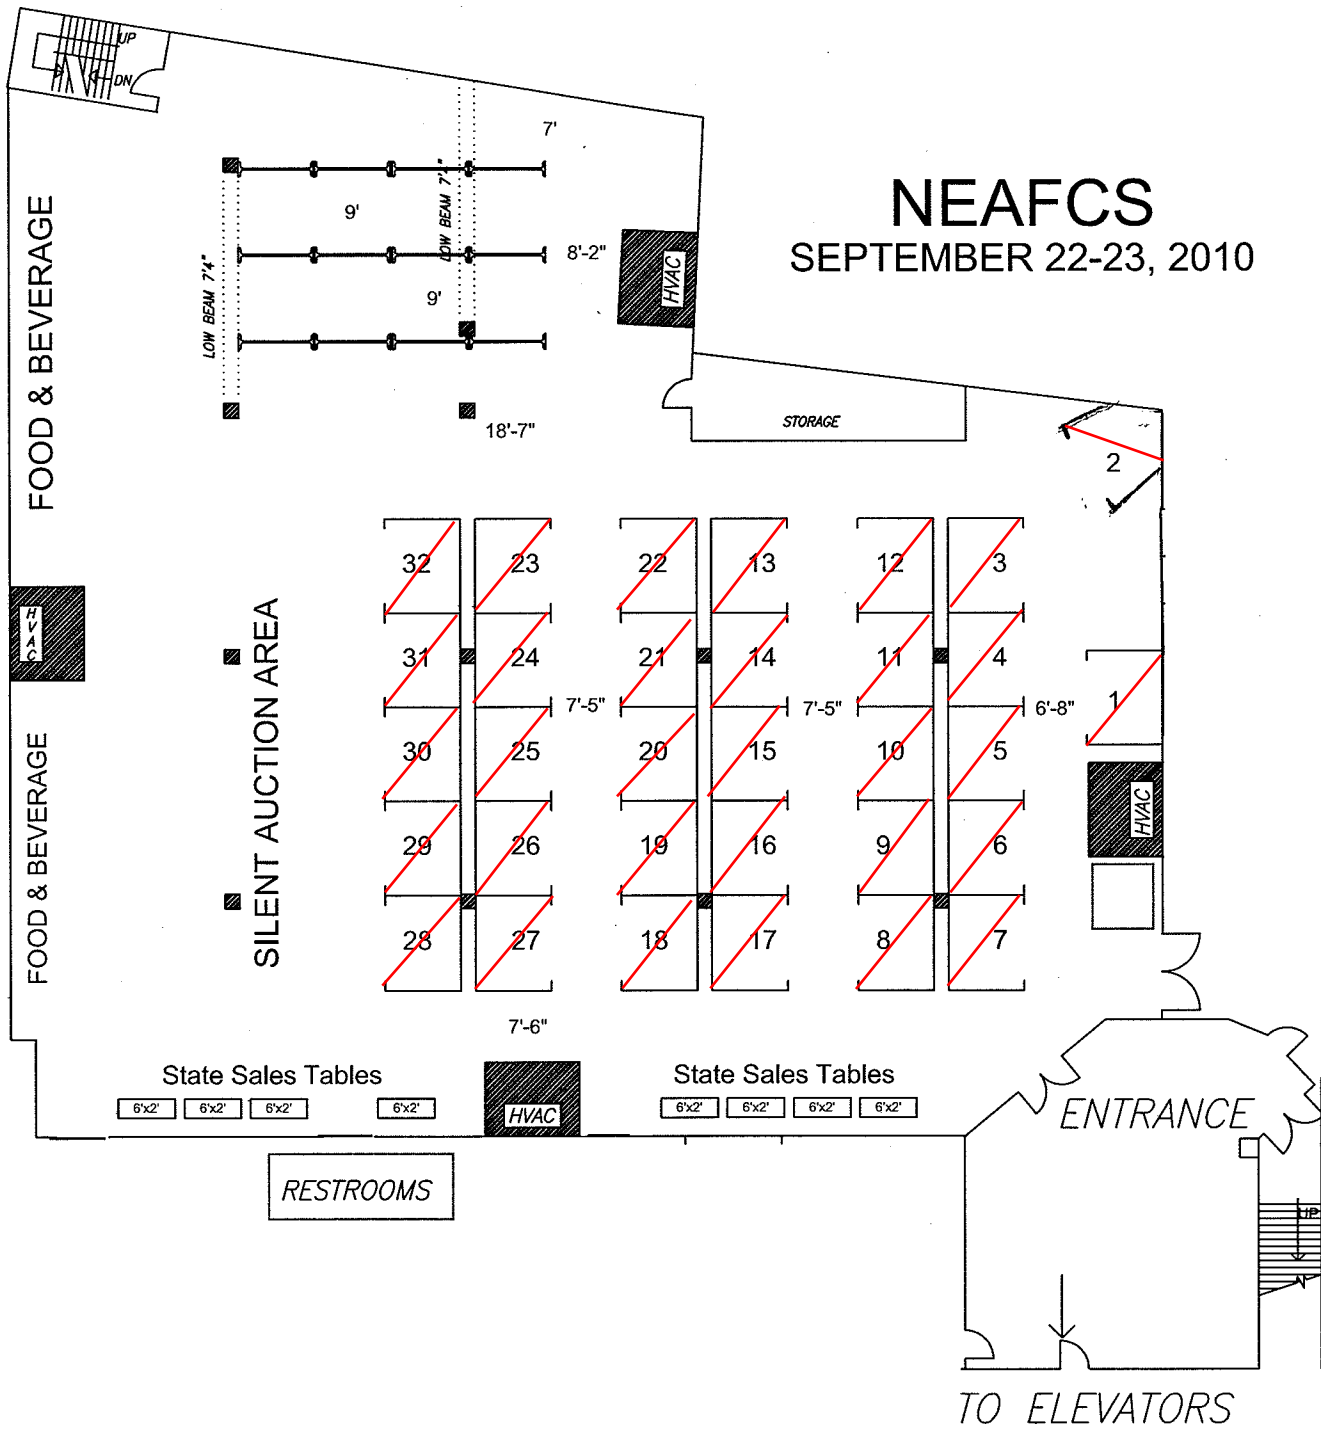 UP
DN
7'
NEAFCS
SEPTEMBER 22-23, 2010
FOOD & BEVERAGE
LOW BEAM 7'4"
9'
LOW BEAM 7'4"
8'-2"
HVAC
9'
18'-7"
STORAGE
2
32
23
22
13
12
3
HVAC
31
24
21
14
11
4
SILENT AUCTION AREA
7'-5"
7'-5"
6'-8"
1
30
25
20
15
10
5
HVAC
FOOD & BEVERAGE
29
26
19
16
9
6
28
27
18
17
8
7
7'-6"
State Sales Tables
State Sales Tables
6'x2'
6'x2'
6'x2'
6'x2'
HVAC
6'x2'
6'x2'
6'x2'
6'x2'
ENTRANCE
RESTROOMS
UP
TO ELEVATORS